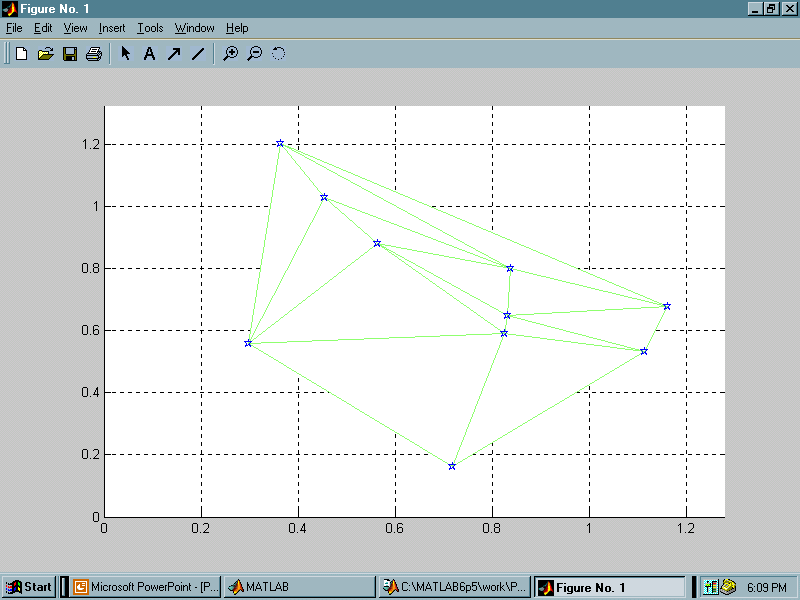 Figure No. 1
File Edit View Insert Tools Window Help
A
1.2
1
0.8
0.6
0.4
0.2
0
0 0.2 0.4 0.6 0.8 1 1.2
Start Microsoft PowerPoint - [P... MATLAB C:\MATLAB6p5\work\P... Figure No. 1 6:09 PM